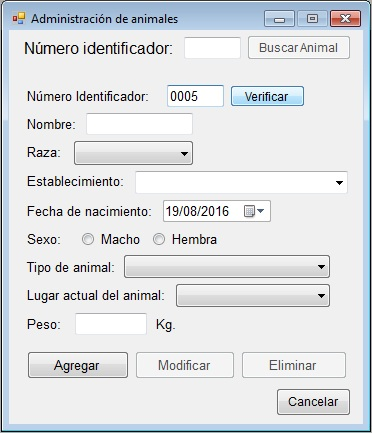 Administración de animales
Número identificador: Buscar Animal
Número Identificador: 0005 Verificar
Nombre:
Raza:
Establecimiento:
Fecha de nacimiento: 19/08/2016
Sexo: Macho Hembra
Tipo de animal:
Lugar actual del animal:
Peso: Kg.
Agregar Modificar Eliminar
Cancelar